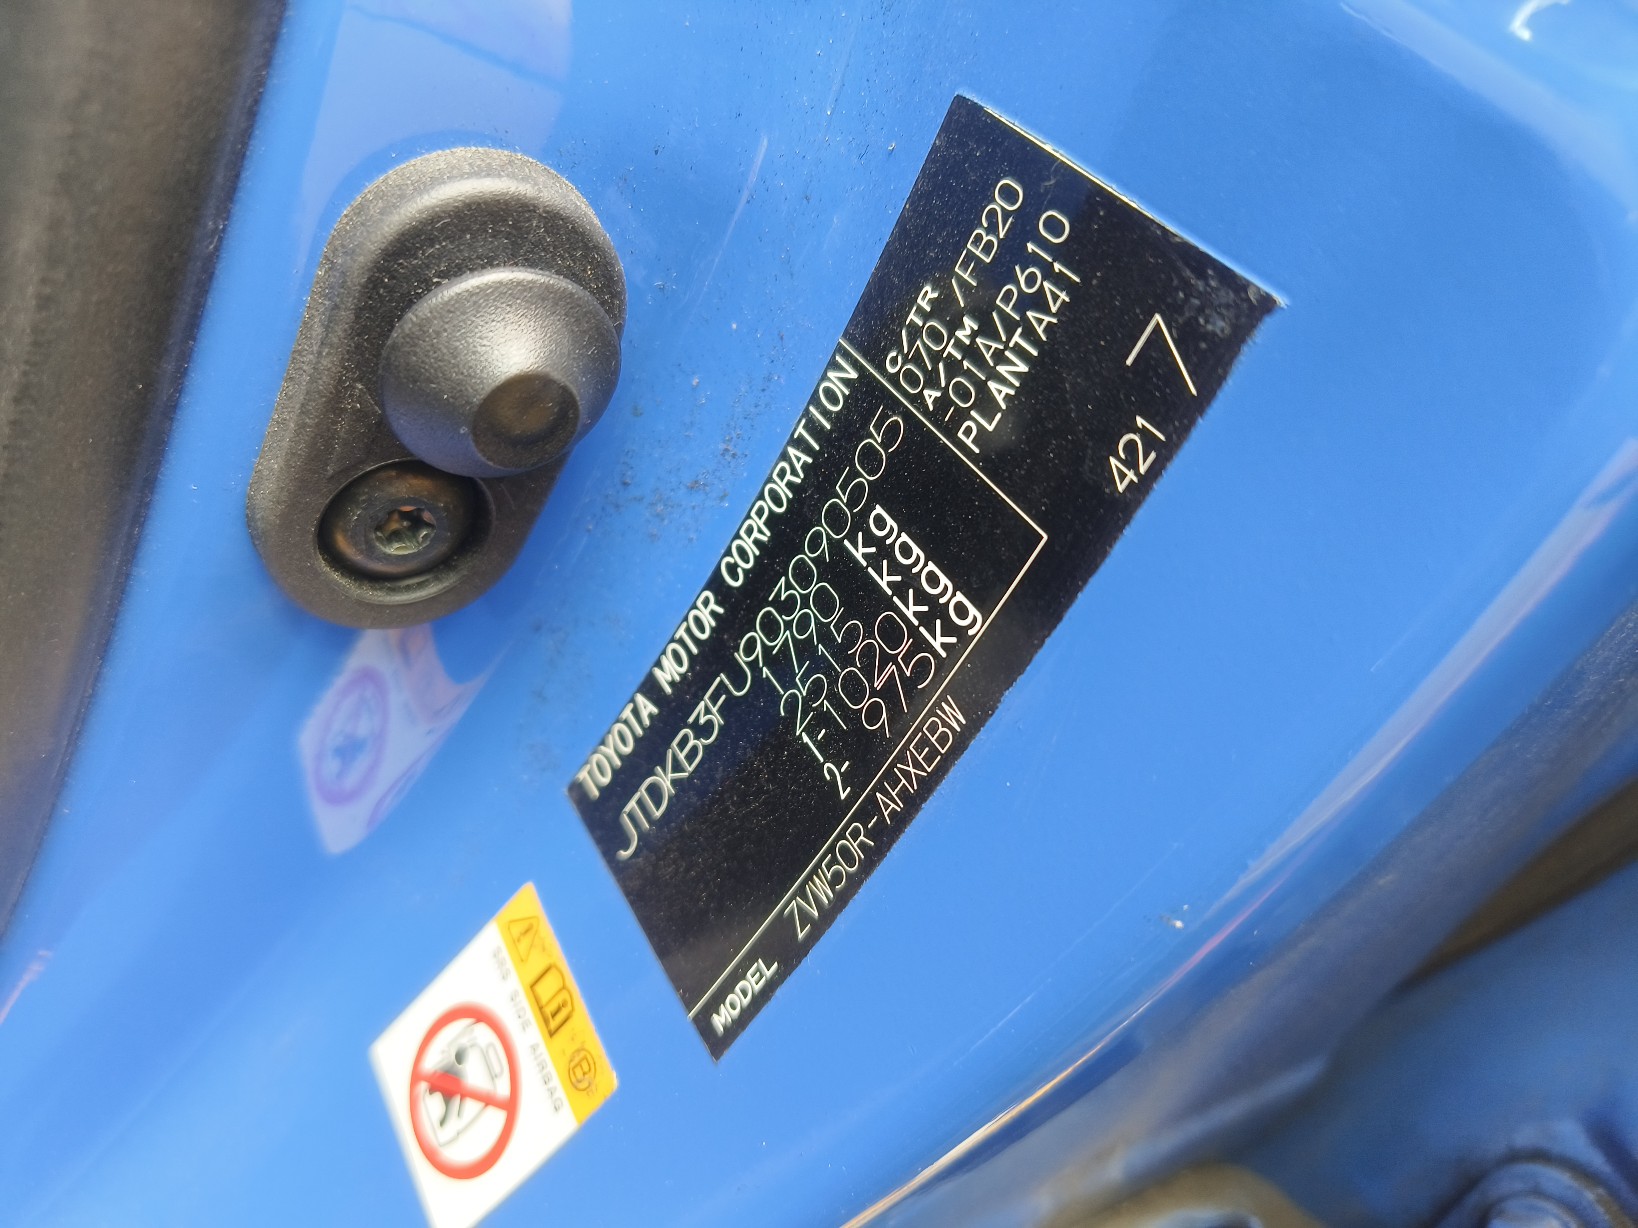 TOYOTA MOTOR CORPORATION
JTDKB3FU903090505
1790 kg
2515 kg
1-1020 kg
2- 975 kg
C/TR
070 /FB20
A/TM
-01A/P610
PLANTA41
421 7
MODEL ZVW50R-AHXEBW
SRS SIDE AIRBAG
B